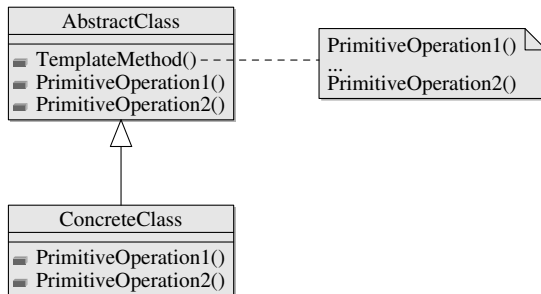 AbstractClass
TemplateMethod()
PrimitiveOperation1()
PrimitiveOperation2()
PrimitiveOperation1()
...
PrimitiveOperation2()
ConcreteClass
PrimitiveOperation1()
PrimitiveOperation2()